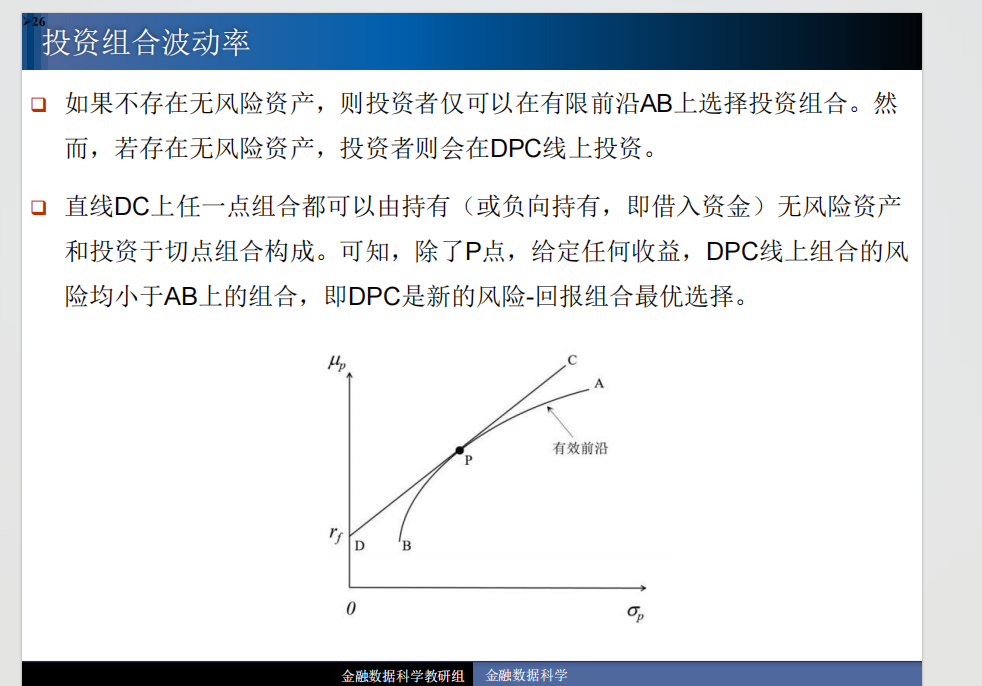 ➢26
投资组合波动率
❑ 如果不存在无风险资产，则投资者仅可以在有限前沿AB上选择投资组合。然
而，若存在无风险资产，投资者则会在DPC线上投资。
❑ 直线DC上任一点组合都可以由持有（或负向持有，即借入资金）无风险资产
和投资于切点组合构成。可知，除了P点，给定任何收益，DPC线上组合的风
险均小于AB上的组合，即DPC是新的风险-回报组合最优选择。
μp
C
A
有效前沿
P
rf
D
B
0
σp
金融数据科学教研组
金融数据科学